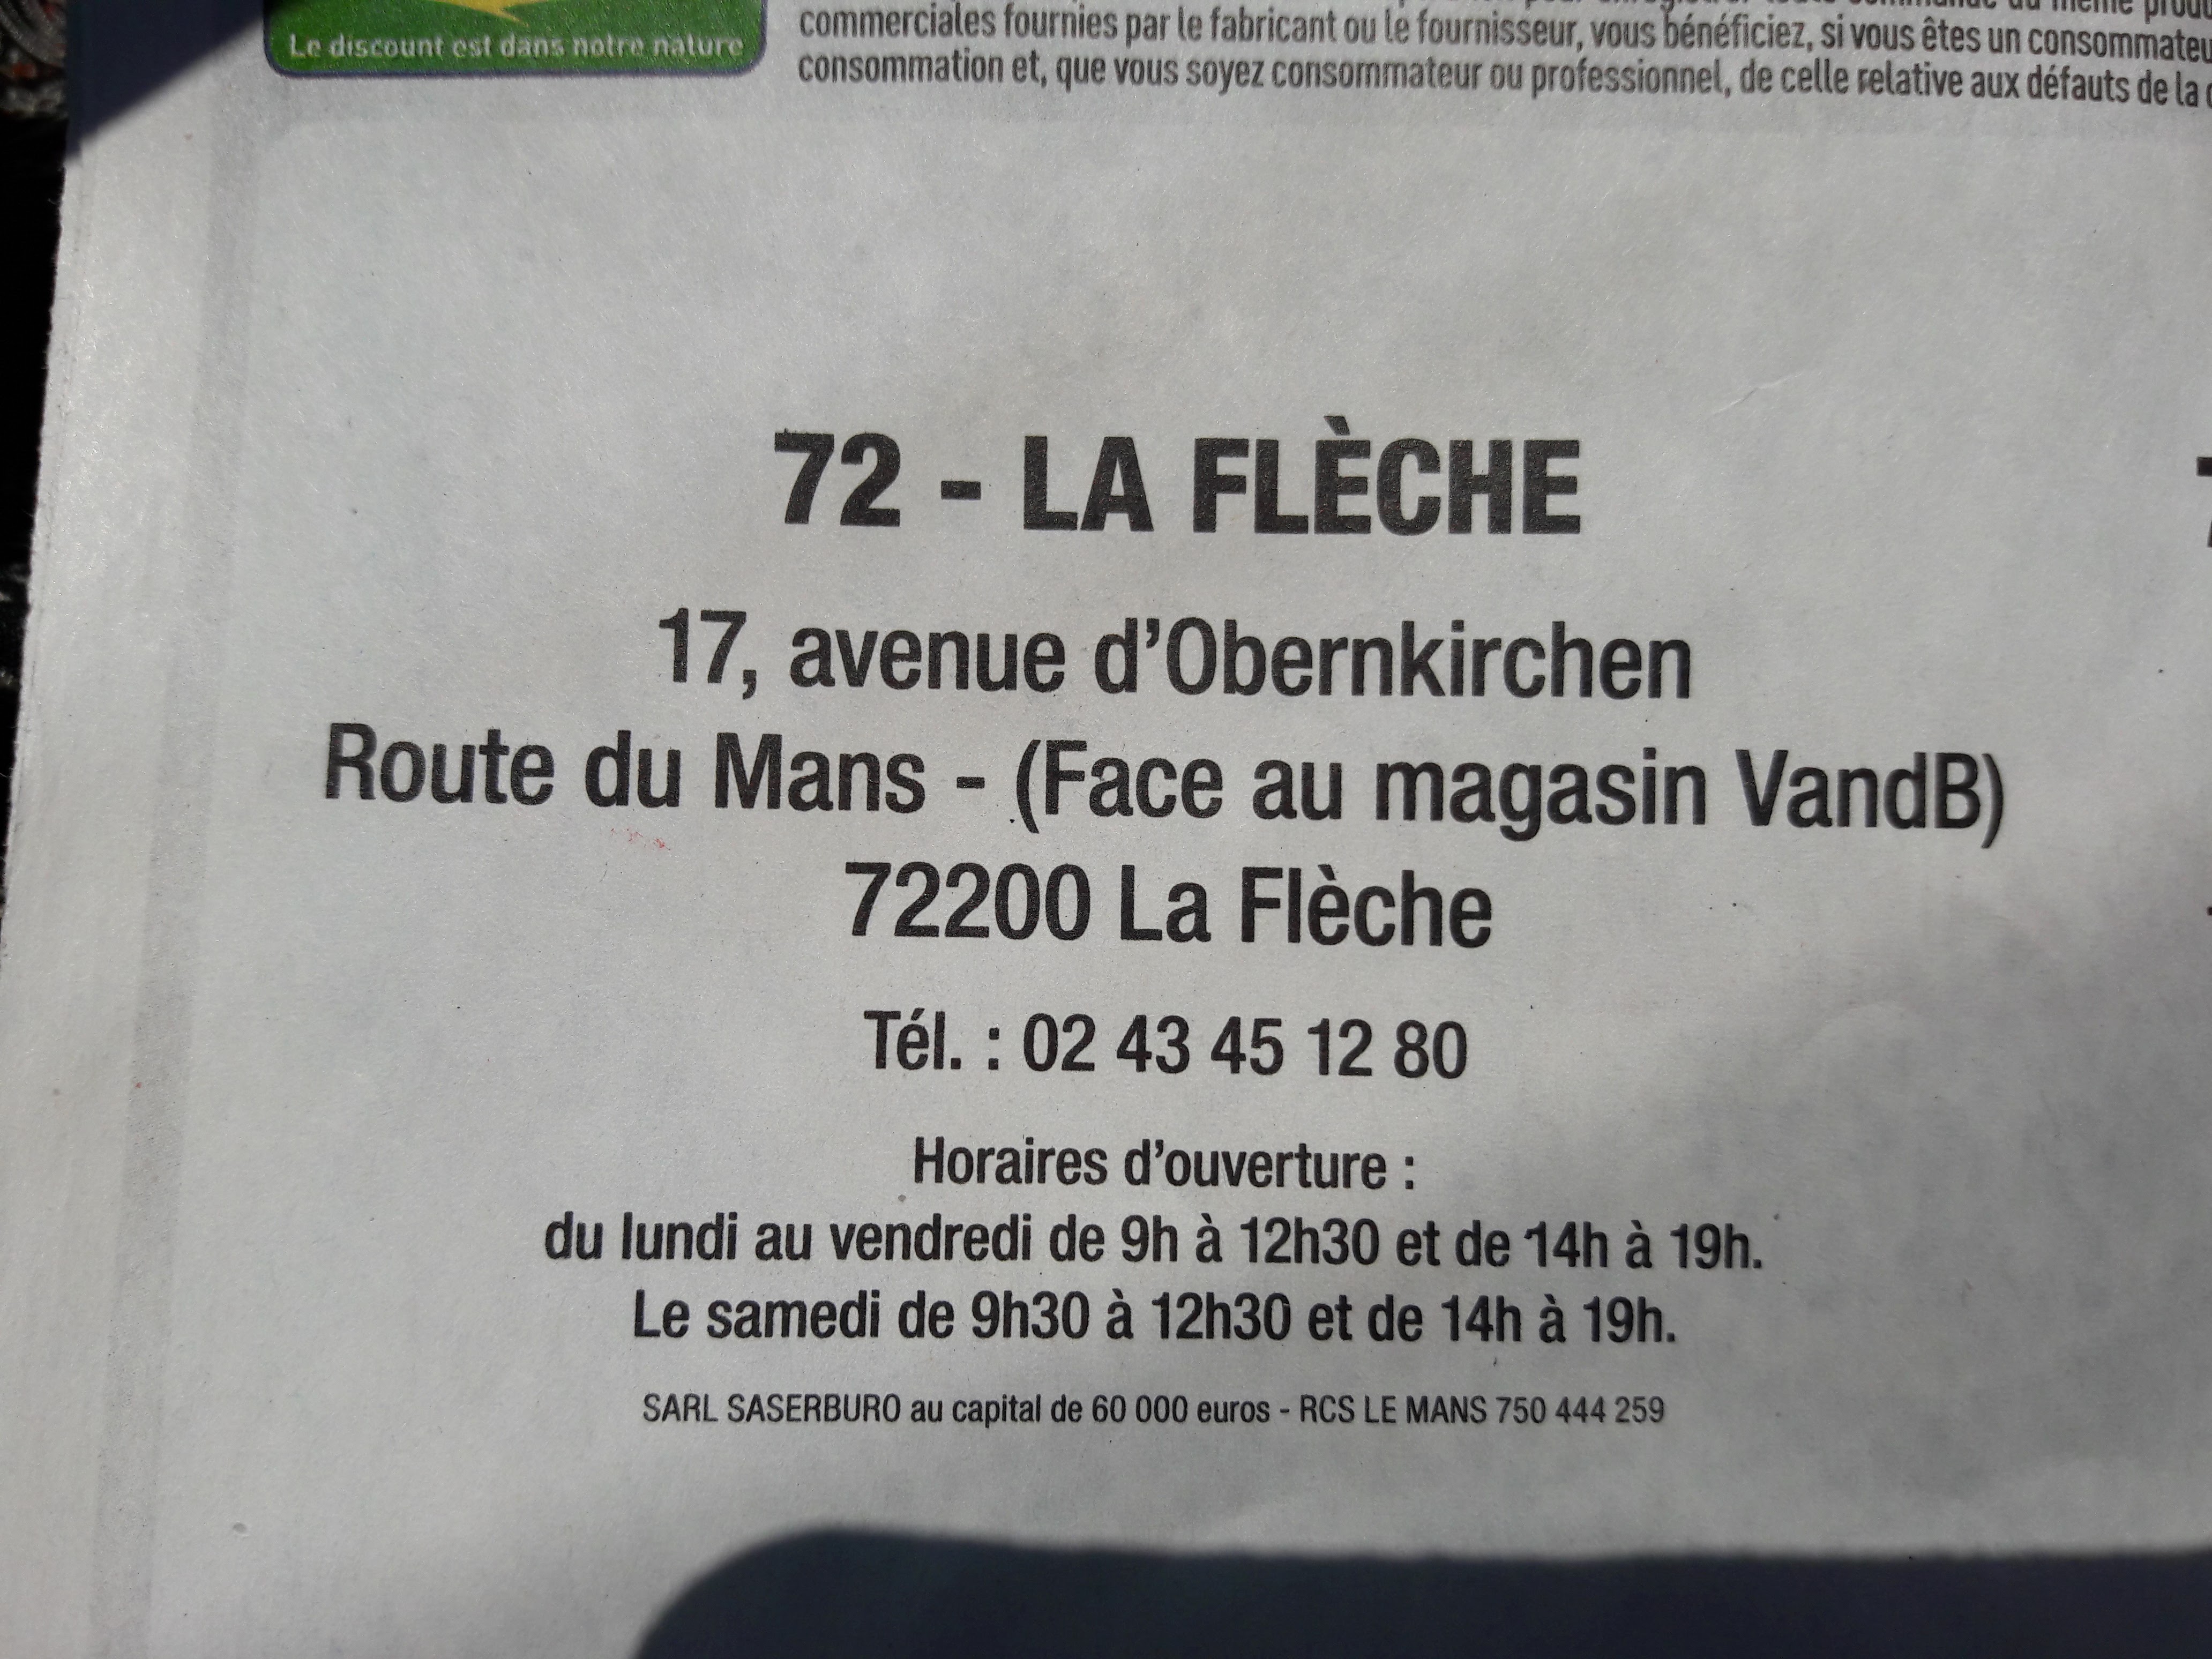 Le discount est dans notre nature
commerciales fournies par le fabricant ou le fournisseur, vous bénéficiez, si vous êtes un consommateu
consommation et, que vous soyez consommateur ou professionnel, de celle relative aux défauts de la
72 - LA FLÈCHE
17, avenue d'Obernkirchen
Route du Mans - (Face au magasin VandB)
72200 La Flèche
Tél. : 02 43 45 12 80
Horaires d'ouverture :
du lundi au vendredi de 9h à 12h30 et de 14h à 19h.
Le samedi de 9h30 à 12h30 et de 14h à 19h.
SARL SASERBURO au capital de 60 000 euros - RCS LE MANS 750 444 259